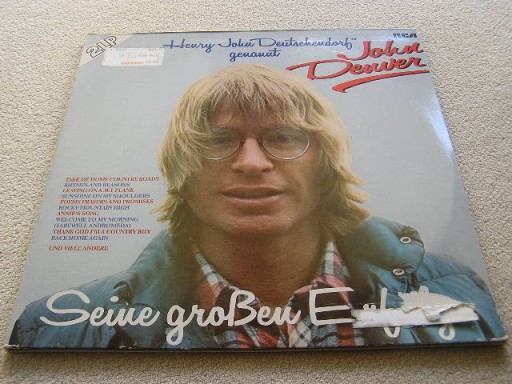 2LP
"Henry John Deutschendorf"
genannt
RCA
John
Denver
TAKE ME HOME COUNTRY ROADS
RHYMES AND REASONS
LEAVING ON A JET PLANE
SUNSHINE ON MY SHOULDERS
POEMS PRAYERS AND PROMISES
ROCKY MOUNTAIN HIGH
ANNIE'S SONG
WELCOME TO MY MORNING
(FAREWELL ANDROMEDA)
THANK GOD I'M A COUNTRY BOY
BACK HOME AGAIN
UND VIELE ANDERE
Seine großen